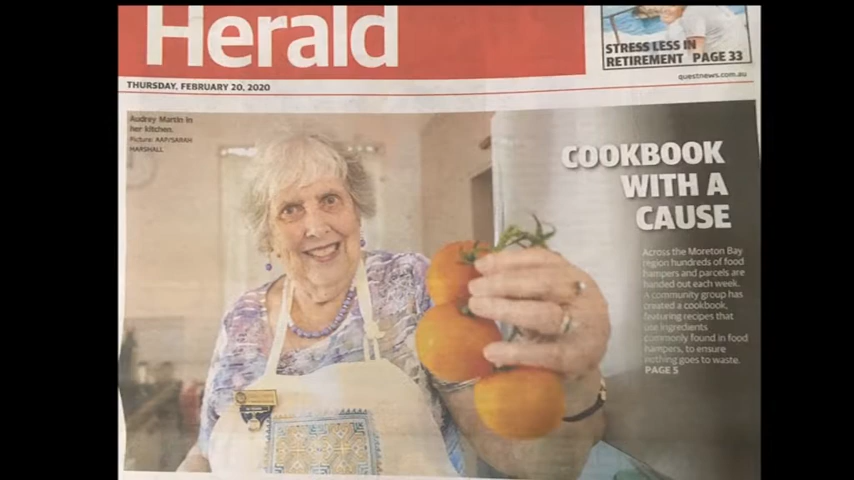 Herald
STRESS LESS IN
RETIREMENT PAGE 33
questnews.com.au
THURSDAY, FEBRUARY 20, 2020
Audrey Martin in
her kitchen.
Picture: AAP/SARAH
MARSHALL
COOKBOOK
WITH A
CAUSE
Across the Moreton Bay
region hundreds of food
hampers and parcels are
handed out each week.
A community group has
created a cookbook,
featuring recipes that
use ingredients
commonly found in food
hampers, to ensure
nothing goes to waste.
PAGE 5